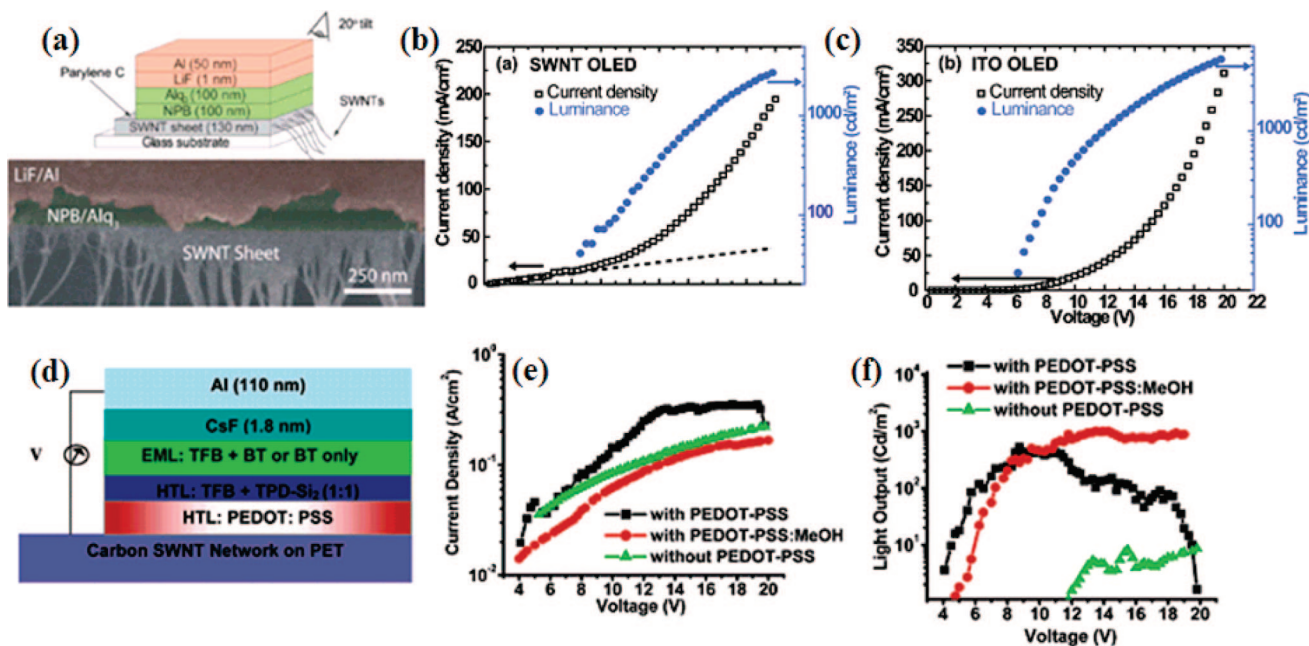 (a)
20° tilt
Al (50 nm)
LiF (1 nm)
Alq3 (100 nm)
NPB (100 nm)
SWNT sheet (130 nm)
Glass substrate
Parylene C
SWNTs
LiF/Al
NPB/Alq3
SWNT Sheet
250 nm
(b)
(a) SWNT OLED
Current density
Luminance
Current density (mA/cm²)
250
200
150
100
50
0
Luminance (cd/m²)
1000
100
(c)
(b) ITO OLED
Current density
Luminance
Current density (mA/cm²)
350
300
250
200
150
100
50
0
Luminance (cd/m²)
1000
100
0 2 4 6 8 10 12 14 16 18 20 22
Voltage (V)
(d)
V
Al (110 nm)
CsF (1.8 nm)
EML: TFB + BT or BT only
HTL: TFB + TPD-Si2 (1:1)
HTL: PEDOT: PSS
Carbon SWNT Network on PET
(e)
Current Density (A/cm²)
10⁰
10⁻¹
10⁻²
with PEDOT-PSS
with PEDOT-PSS:MeOH
without PEDOT-PSS
4 6 8 10 12 14 16 18 20
Voltage (V)
(f)
with PEDOT-PSS
with PEDOT-PSS:MeOH
without PEDOT-PSS
Light Output (Cd/m²)
10⁴
10³
10²
10¹
4 6 8 10 12 14 16 18 20
Voltage (V)